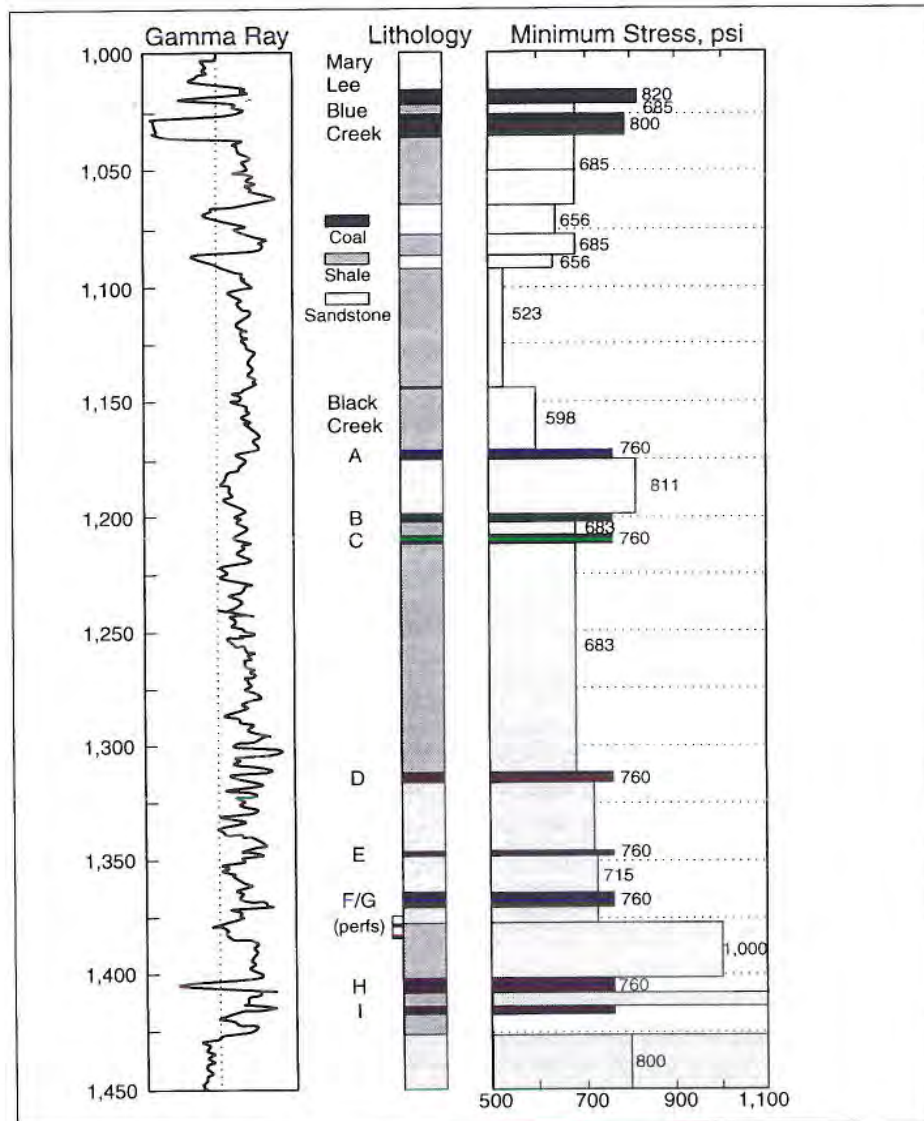 Gamma Ray
Lithology
Minimum Stress, psi
1,000
1,050
1,100
1,150
1,200
1,250
1,300
1,350
1,400
1,450
Mary
Lee
Blue
Creek
Coal
Shale
Sandstone
Black
Creek
A
B
C
D
E
F/G
(perfs)
H
I
820
685
800
685
656
685
656
523
598
760
811
683
760
683
760
760
715
760
1,000
760
800
500
700
900
1,100